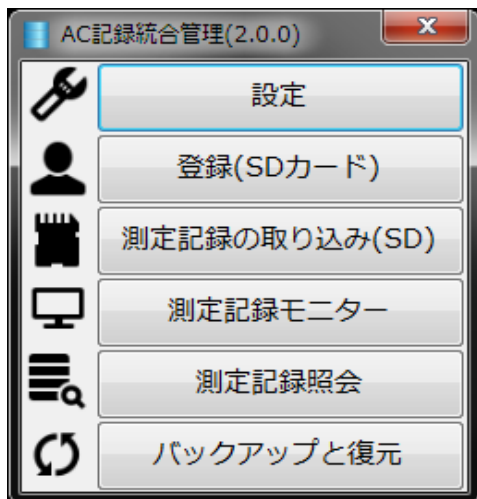 AC記録統合管理(2.0.0)
設定
登録(SDカード)
測定記録の取り込み(SD)
測定記録モニター
測定記録照会
バックアップと復元